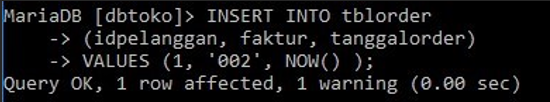 MariaDB [dbtoko]> INSERT INTO tblorder
-> (idpelanggan, faktur, tanggalorder)
-> VALUES (1, '002', NOW() );
Query OK, 1 row affected, 1 warning (0.00 sec)